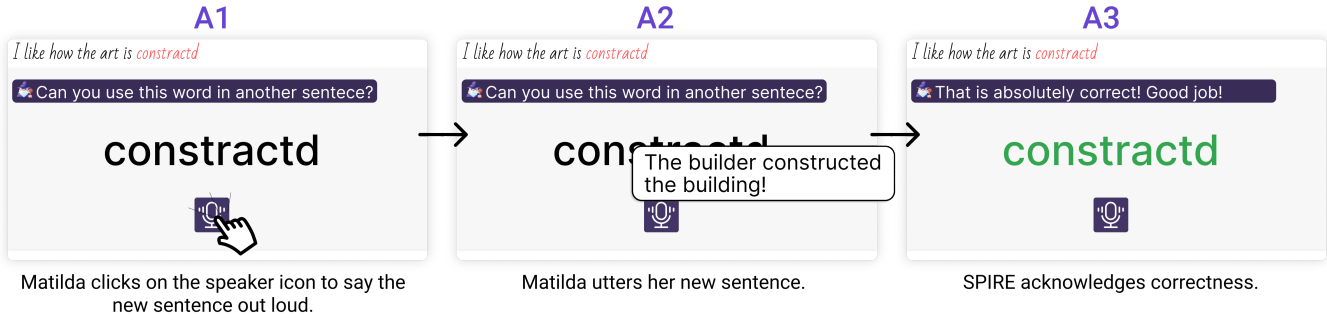 A1
I like how the art is constractd
Can you use this word in another sentece?
constractd
Matilda clicks on the speaker icon to say the
new sentence out loud.
A2
I like how the art is constractd
Can you use this word in another sentece?
constractd
The builder constructed
the building!
Matilda utters her new sentence.
A3
I like how the art is constractd
That is absolutely correct! Good job!
constractd
SPIRE acknowledges correctness.